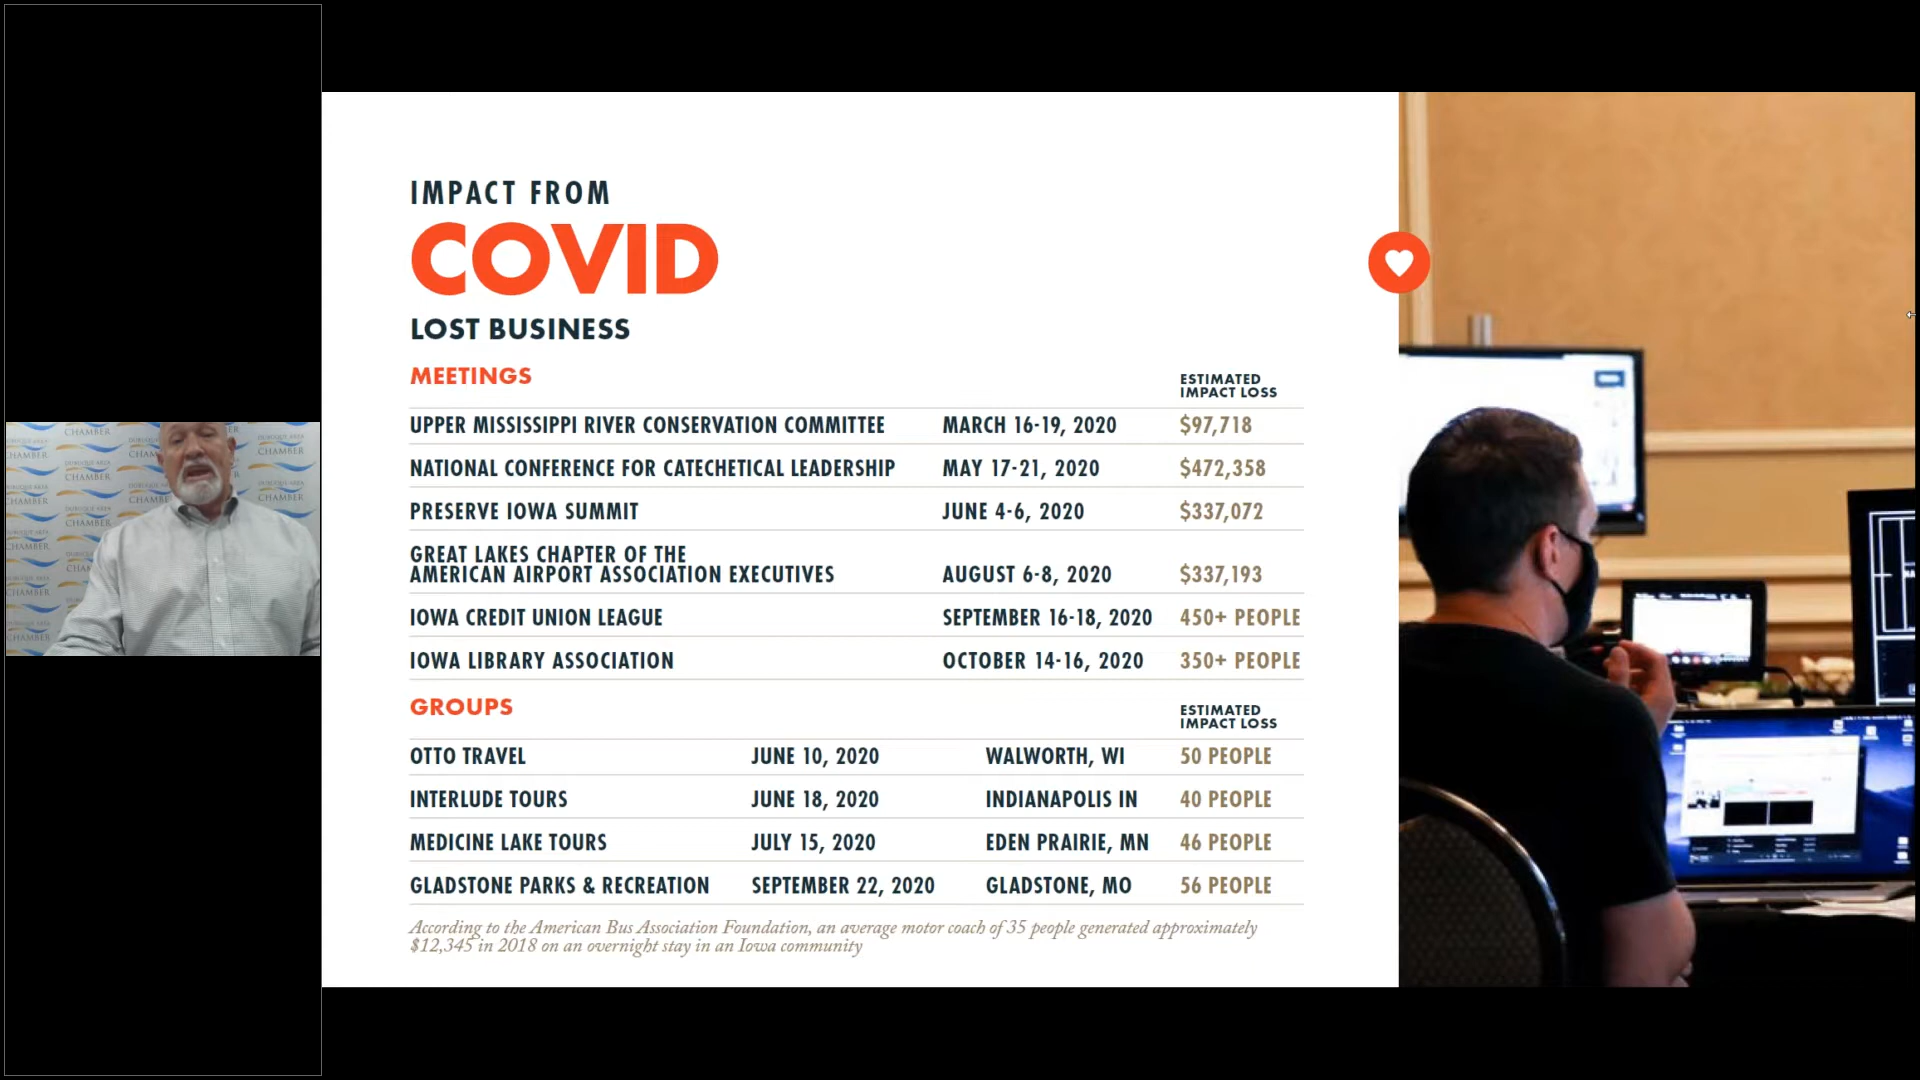 IMPACT FROM
COVID
LOST BUSINESS
MEETINGS
ESTIMATED
IMPACT LOSS
UPPER MISSISSIPPI RIVER CONSERVATION COMMITTEE MARCH 16-19, 2020 $97,718
NATIONAL CONFERENCE FOR CATECHETICAL LEADERSHIP MAY 17-21, 2020 $472,358
PRESERVE IOWA SUMMIT JUNE 4-6, 2020 $337,072
GREAT LAKES CHAPTER OF THE
AMERICAN AIRPORT ASSOCIATION EXECUTIVES AUGUST 6-8, 2020 $337,193
IOWA CREDIT UNION LEAGUE SEPTEMBER 16-18, 2020 450+ PEOPLE
IOWA LIBRARY ASSOCIATION OCTOBER 14-16, 2020 350+ PEOPLE
GROUPS
ESTIMATED
IMPACT LOSS
OTTO TRAVEL JUNE 10, 2020 WALWORTH, WI 50 PEOPLE
INTERLUDE TOURS JUNE 18, 2020 INDIANAPOLIS IN 40 PEOPLE
MEDICINE LAKE TOURS JULY 15, 2020 EDEN PRAIRIE, MN 46 PEOPLE
GLADSTONE PARKS & RECREATION SEPTEMBER 22, 2020 GLADSTONE, MO 56 PEOPLE
According to the American Bus Association Foundation, an average motor coach of 35 people generated approximately
$12,345 in 2018 on an overnight stay in an Iowa community
DUBUQUE AREA
CHAMBER